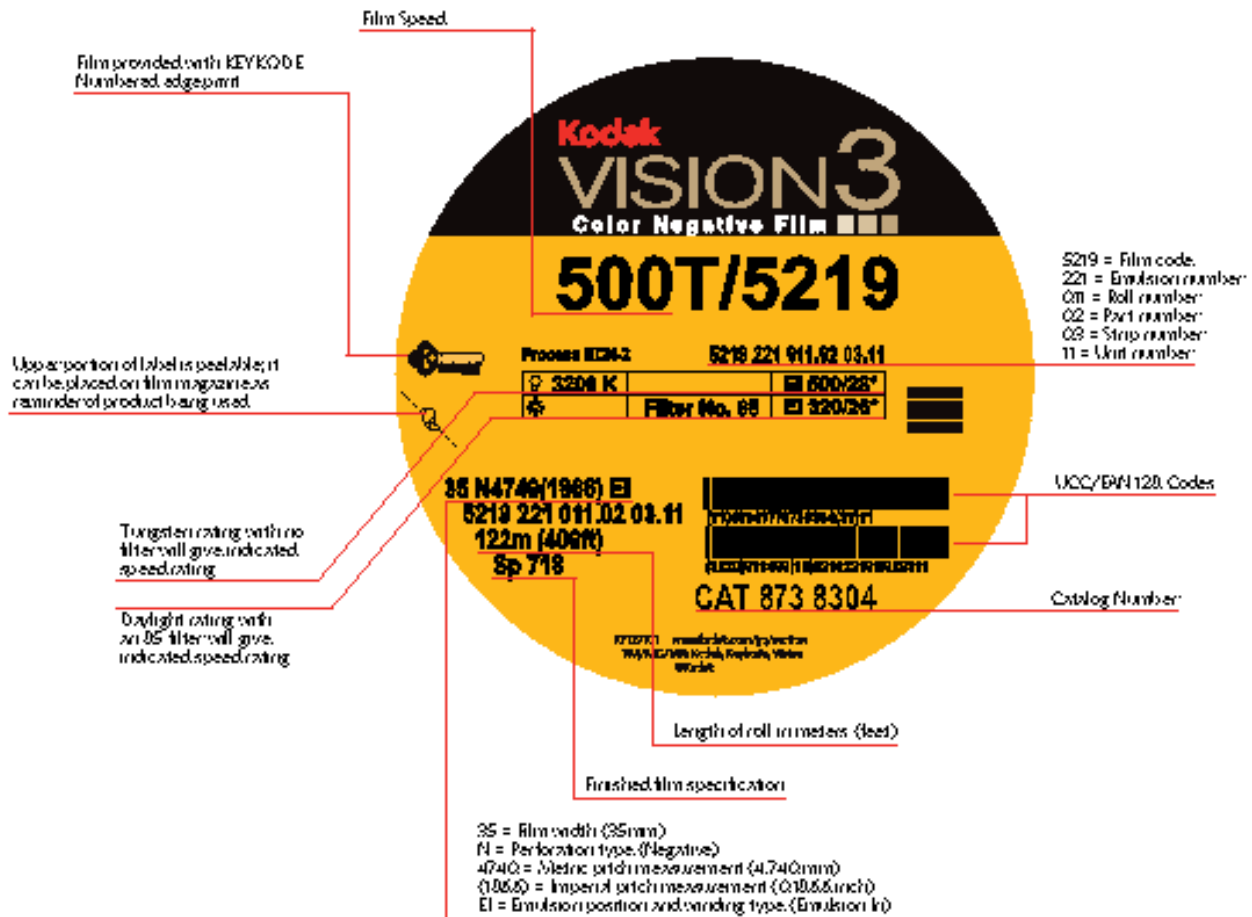 Film Speed
Film provided with KEYKODE
Numbered edgeprint
Kodak
VISION3
Color Negative Film
500T/5219
5219 = Film code
221 = Emulsion number
011 = Roll number
02 = Part number
03 = Strip number
11 = Unit number
Process ECN-2
5219 221 011.02 03.11
Upper portion of label is peelable; it
can be placed on film magazine as
reminder of product being used
3200 K
EI 500/28°
Filter No. 85
EI 320/26°
35 N4740(1866) EI
5219 221 011.02 03.11
122m (400ft)
Sp 718
UCC/EAN 128 Codes
Tungsten rating with no
filter will give indicated
speed rating
CAT 873 8304
Catalog Number
Daylight rating with
an 85 filter will give
indicated speed rating
Length of roll in meters (feet)
Finished film specification
35 = Film width (35mm)
N = Perforation type (Negative)
4740 = Metric pitch measurement (4.740mm)
(1866) = Imperial pitch measurement (0.1866 inch)
EI = Emulsion position and winding type (Emulsion In)